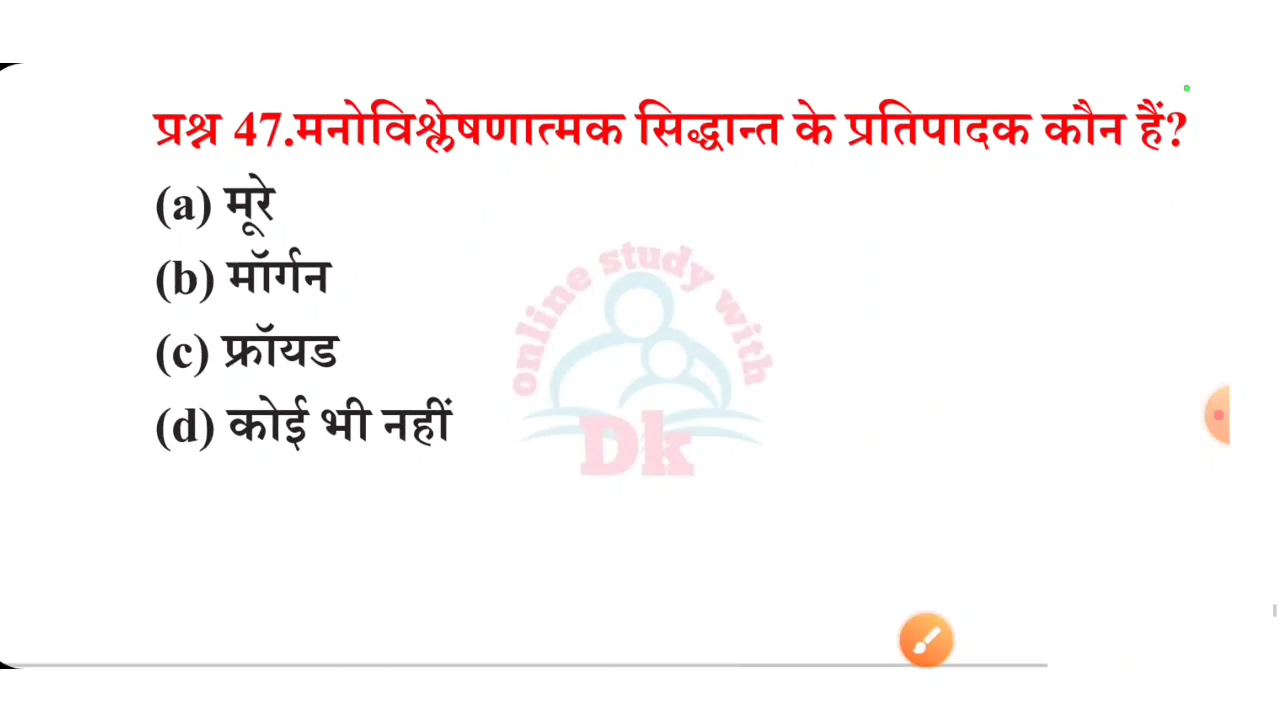 प्रश्न 47.मनोविश्लेषणात्मक सिद्धान्त के प्रतिपादक कौन हैं?
(a) मूरे
(b) मॉर्गन
(c) फ्रॉयड
(d) कोई भी नहीं
online study with
Dk